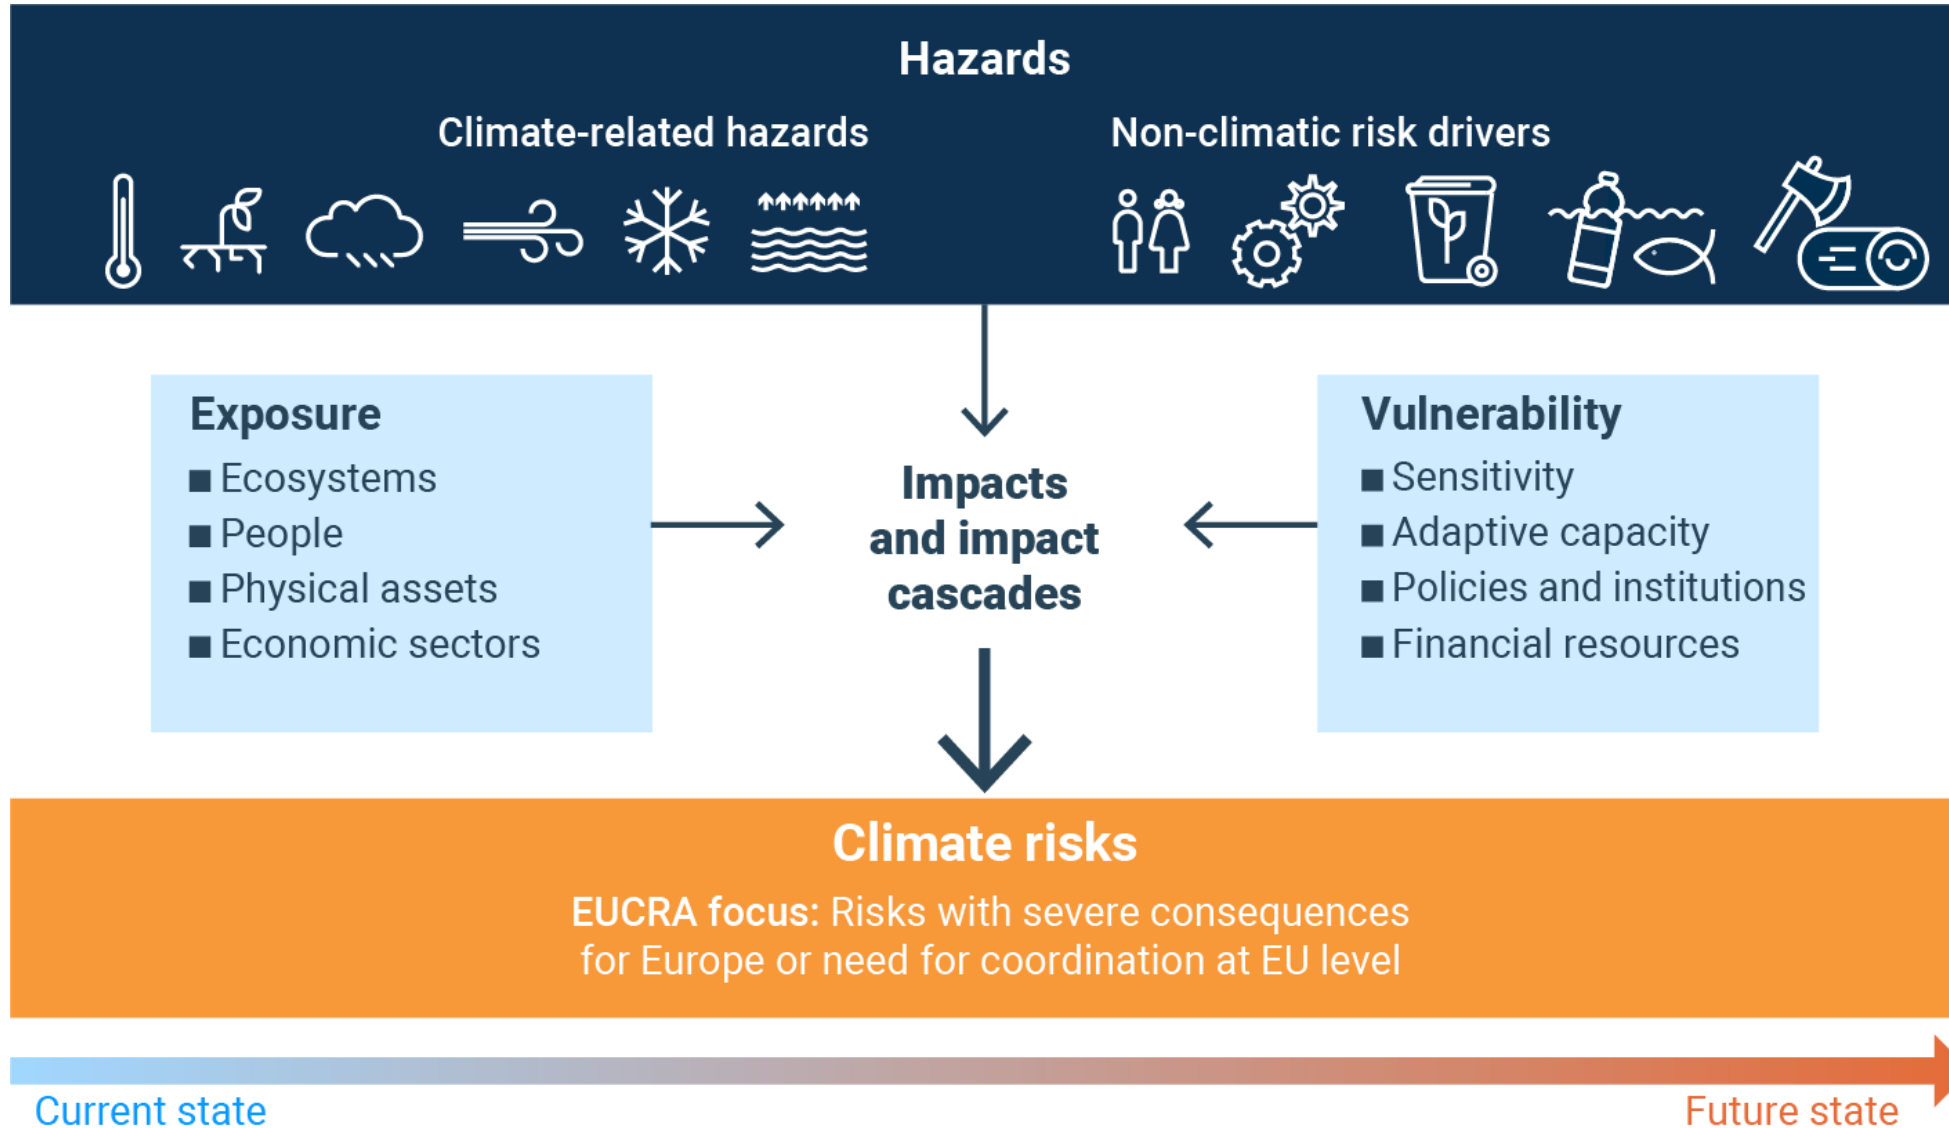 Hazards
Climate-related hazards
Non-climatic risk drivers
Exposure
Ecosystems
People
Physical assets
Economic sectors
Impacts
and impact
cascades
Vulnerability
Sensitivity
Adaptive capacity
Policies and institutions
Financial resources
Climate risks
EUCRA focus: Risks with severe consequences
for Europe or need for coordination at EU level
Current state
Future state